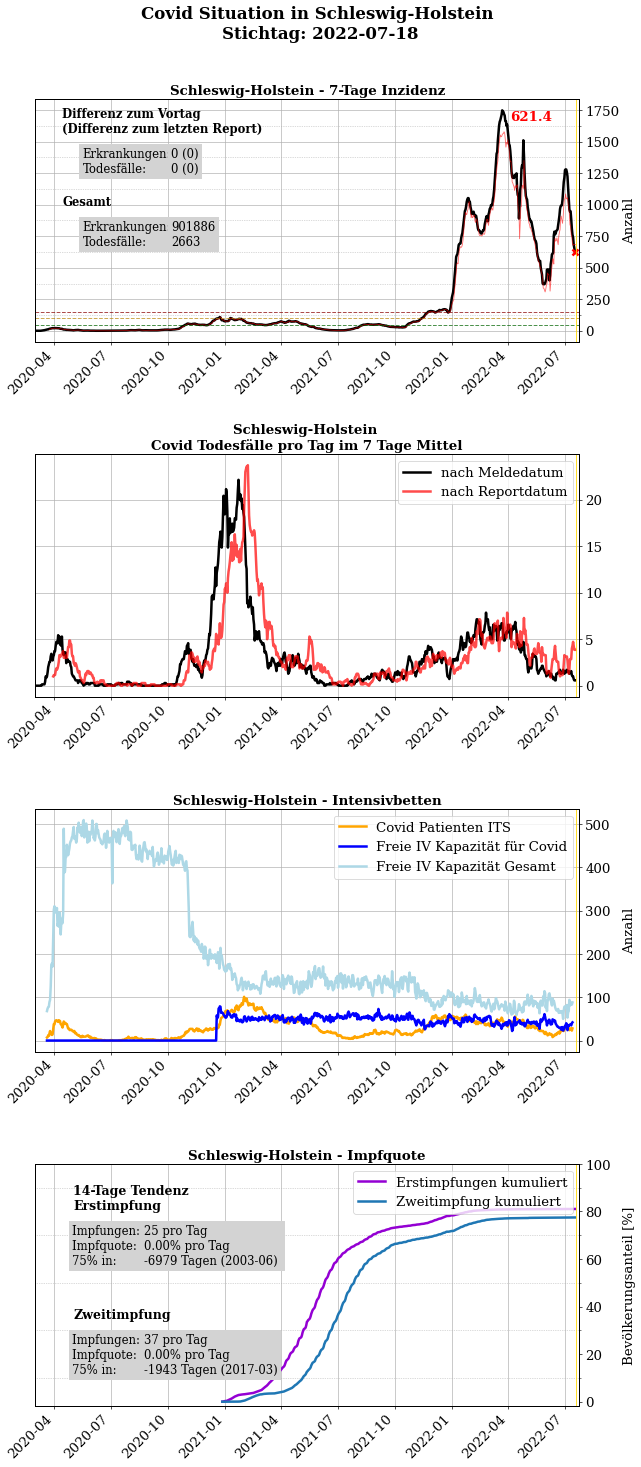 Covid Situation in Schleswig-Holstein
Stichtag: 2022-07-18
Schleswig-Holstein - 7-Tage Inzidenz
Differenz zum Vortag
(Differenz zum letzten Report)
Erkrankungen 0 (0)
Todesfälle: 0 (0)
Gesamt
Erkrankungen 901886
Todesfälle: 2663
621.4
1750
1500
1250
1000
750
500
250
0
Anzahl
2020-04
2020-07
2020-10
2021-01
2021-04
2021-07
2021-10
2022-01
2022-04
2022-07
Schleswig-Holstein
Covid Todesfälle pro Tag im 7 Tage Mittel
nach Meldedatum
nach Reportdatum
20
15
10
5
0
2020-04
2020-07
2020-10
2021-01
2021-04
2021-07
2021-10
2022-01
2022-04
2022-07
Schleswig-Holstein - Intensivbetten
Covid Patienten ITS
Freie IV Kapazität für Covid
Freie IV Kapazität Gesamt
500
400
300
200
100
0
Anzahl
2020-04
2020-07
2020-10
2021-01
2021-04
2021-07
2021-10
2022-01
2022-04
2022-07
Schleswig-Holstein - Impfquote
14-Tage Tendenz
Erstimpfung
Impfungen: 25 pro Tag
Impfquote: 0.00% pro Tag
75% in: -6979 Tagen (2003-06)
Zweitimpfung
Impfungen: 37 pro Tag
Impfquote: 0.00% pro Tag
75% in: -1943 Tagen (2017-03)
Erstimpfungen kumuliert
Zweitimpfung kumuliert
100
80
60
40
20
0
Bevölkerungsanteil [%]
2020-04
2020-07
2020-10
2021-01
2021-04
2021-07
2021-10
2022-01
2022-04
2022-07